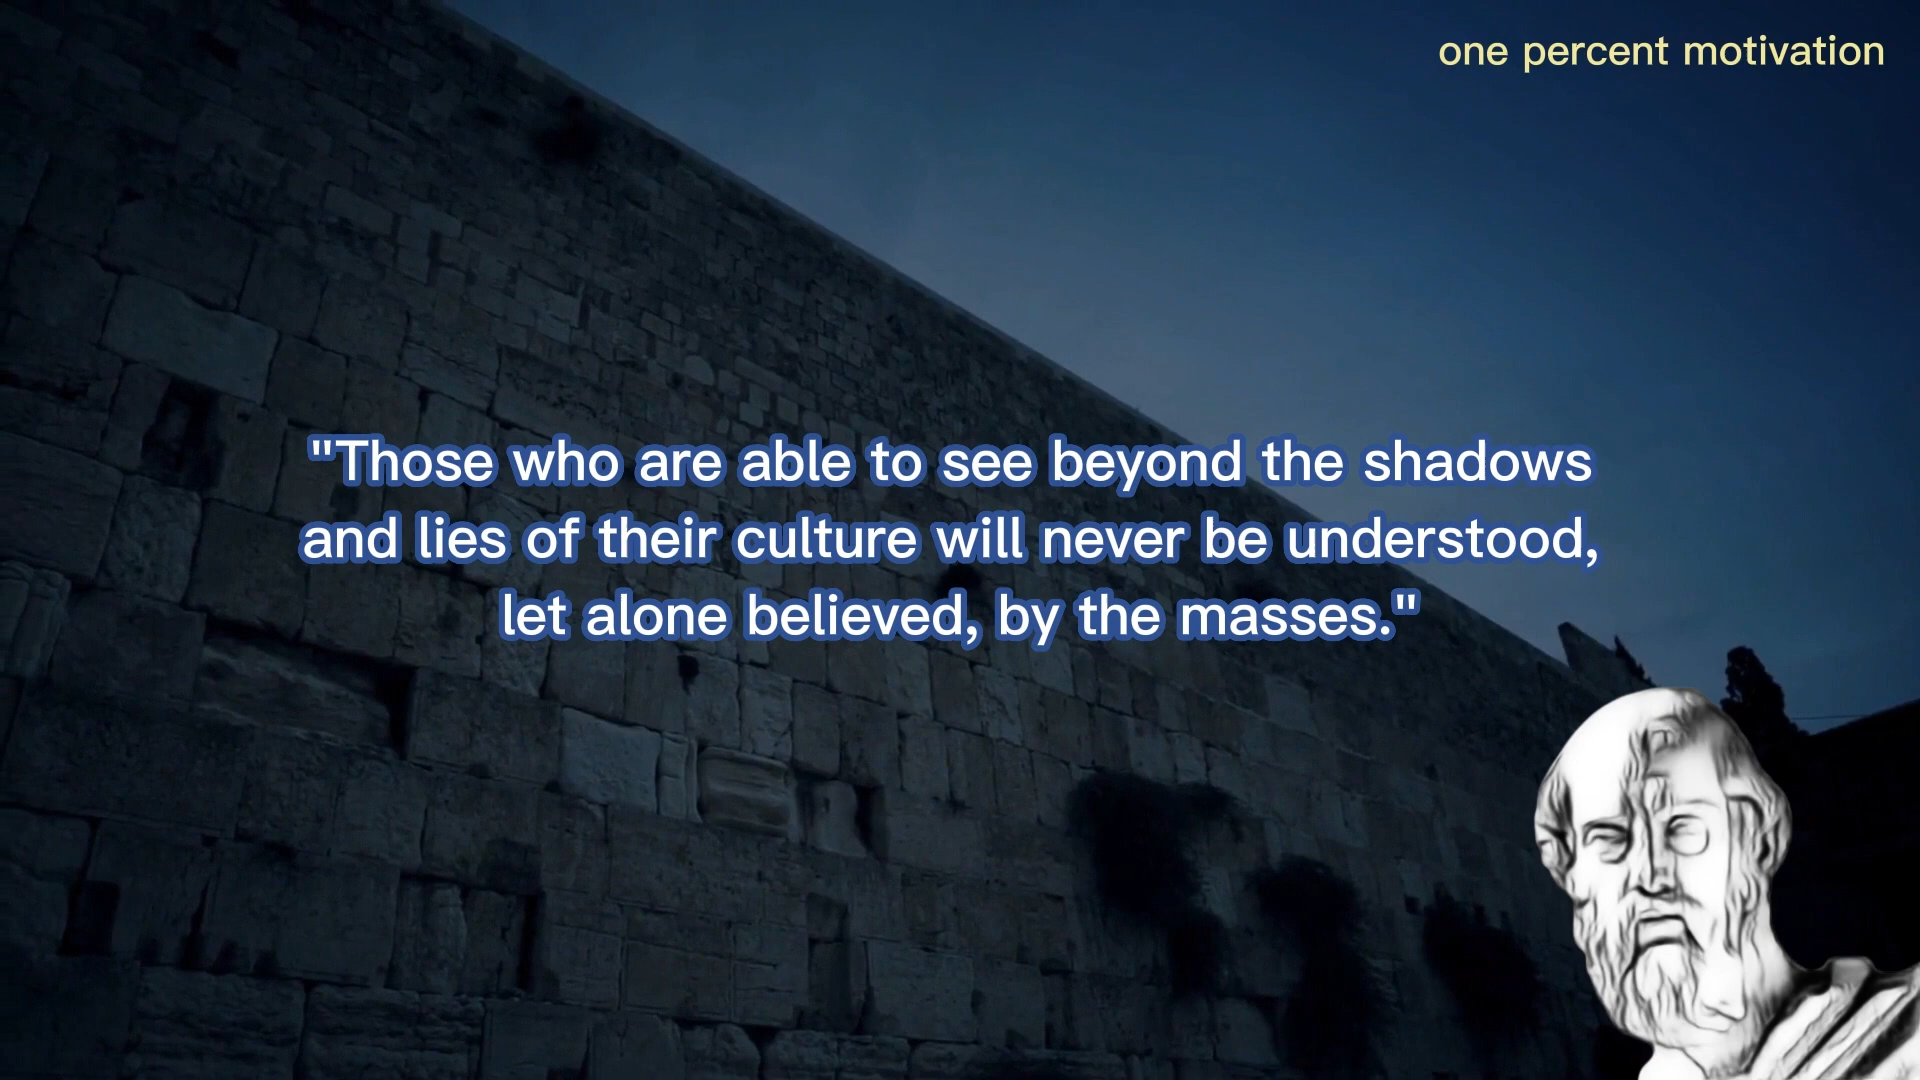 one percent motivation
"Those who are able to see beyond the shadows
and lies of their culture will never be understood,
let alone believed, by the masses."